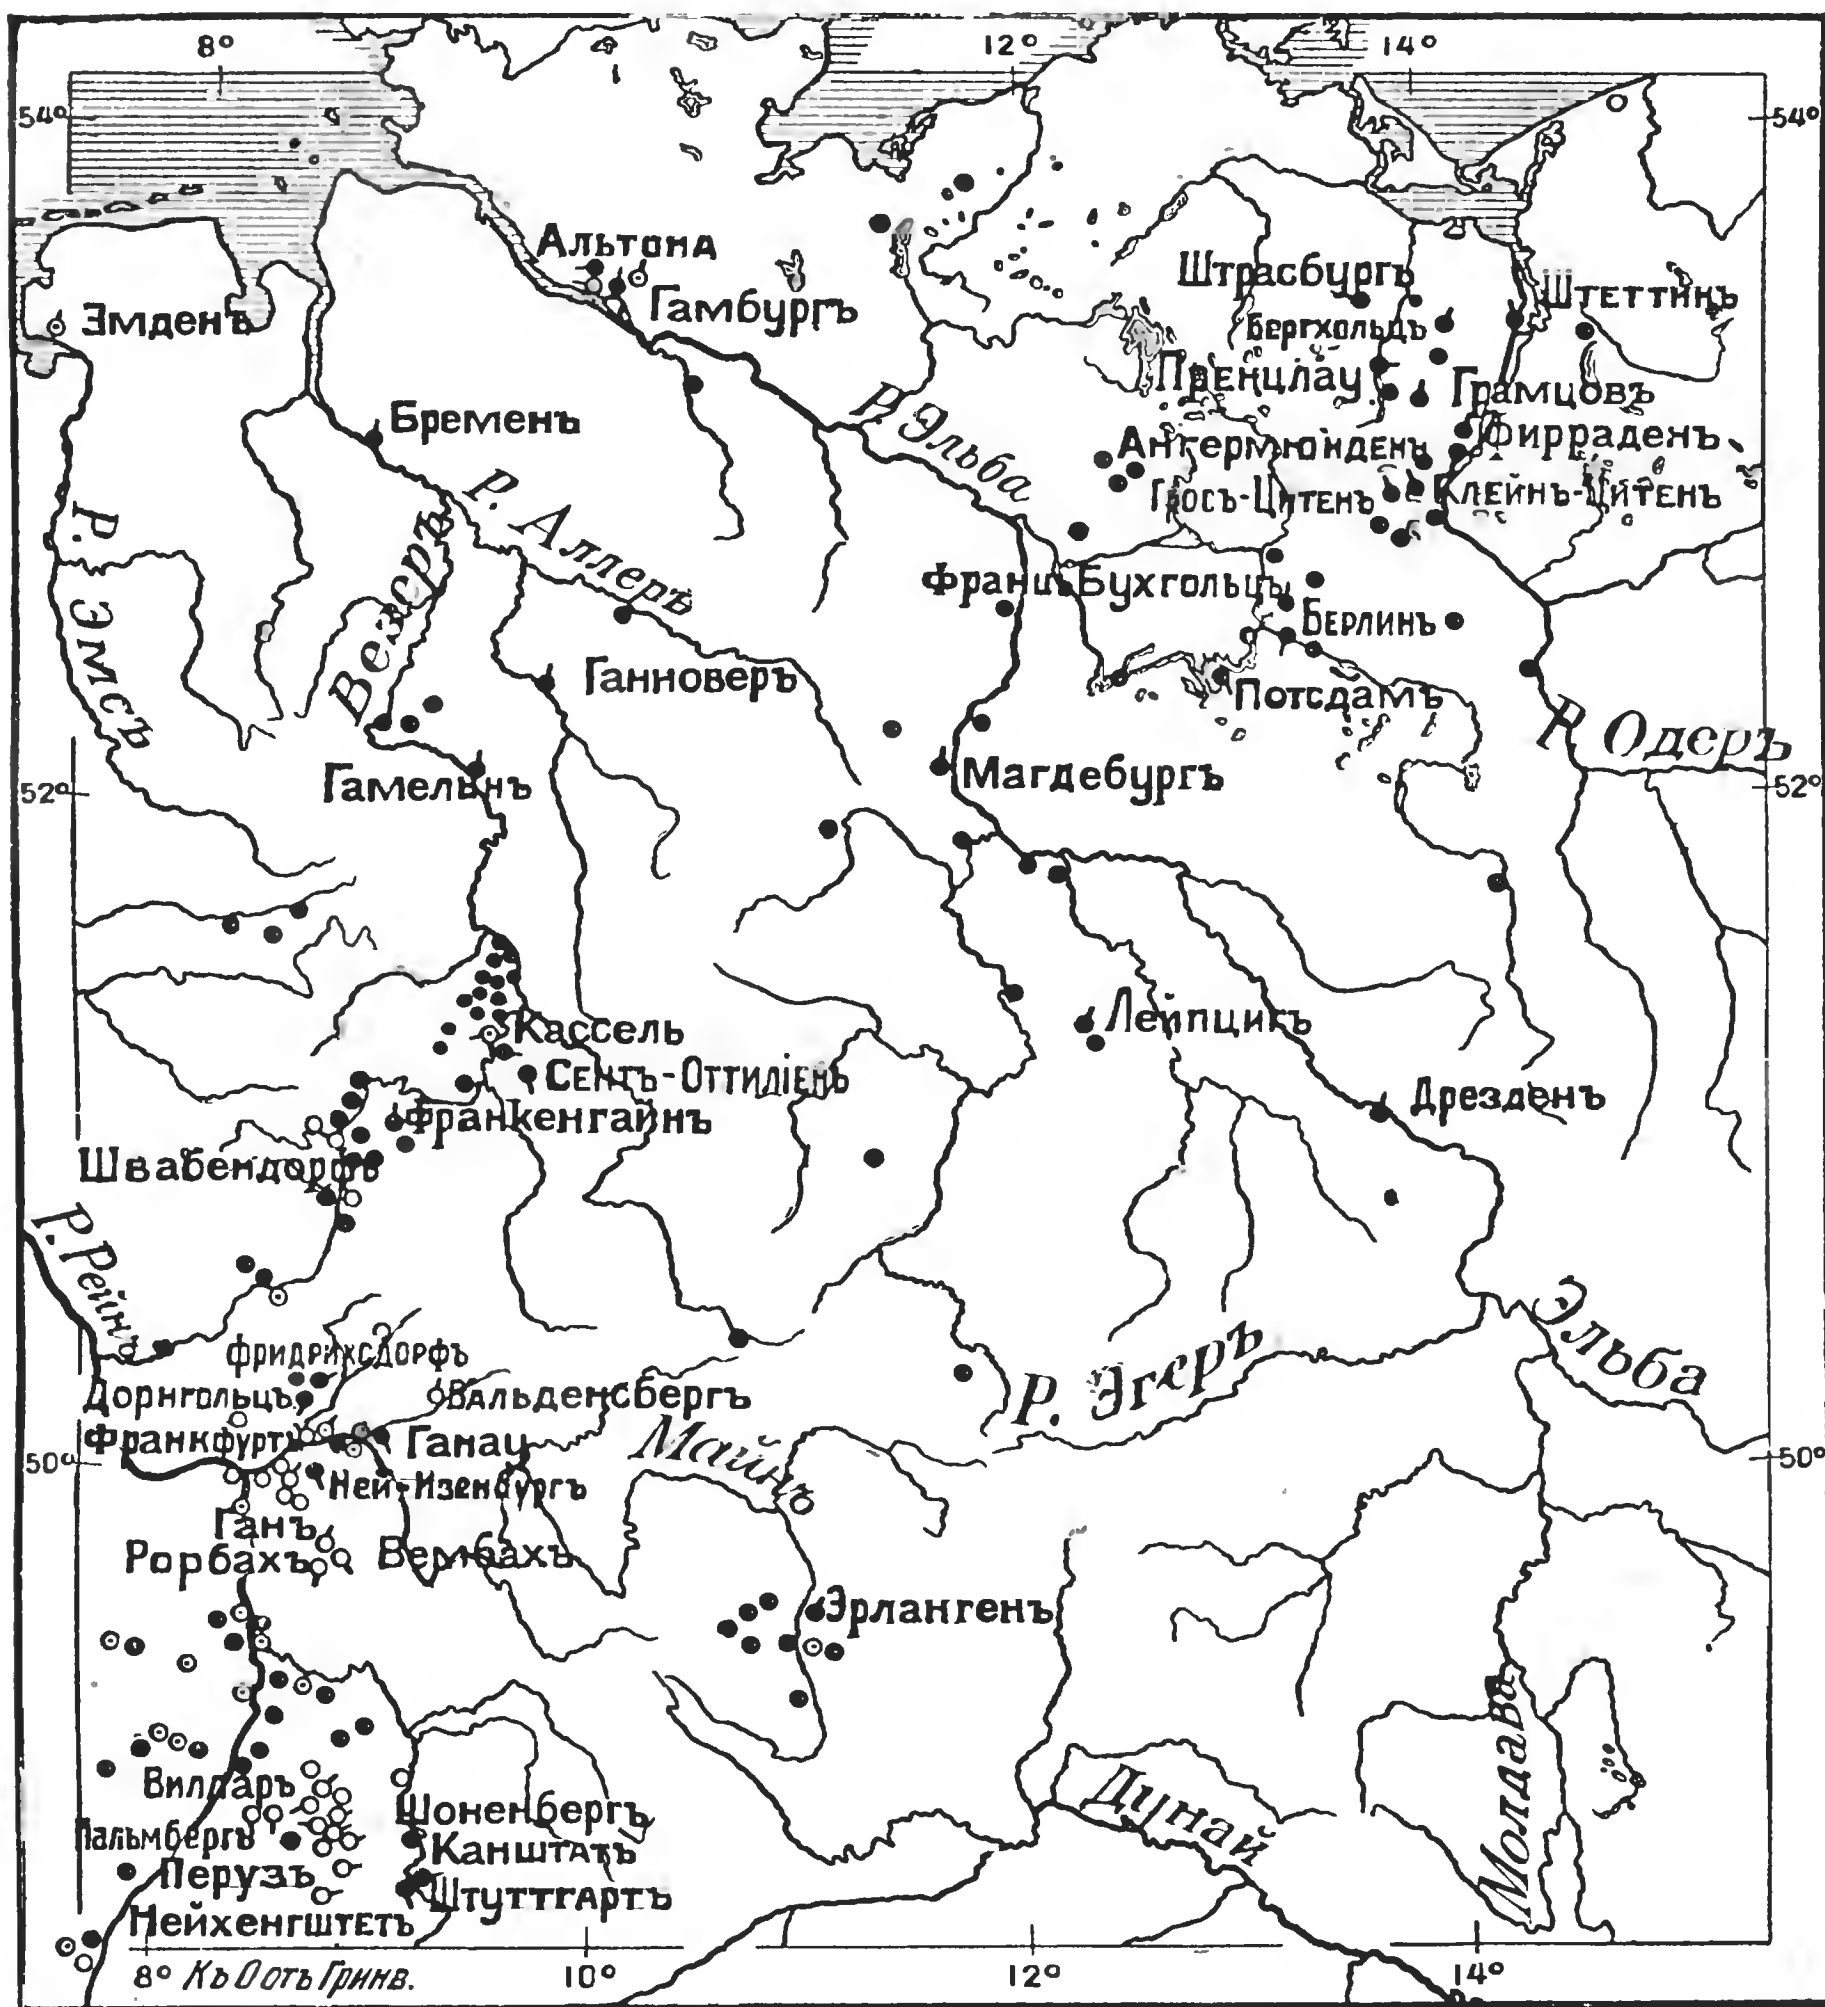 8°
12°
14°
54°
54°
Альтона
Гамбургъ
Эмденъ
Штрасбургъ
Штеттинъ
Бергхольцъ
Пренцлау
Грамцовъ
Бременъ
Р. Эльба
Ангермюнденъ
Фирраденъ
Гросъ-Цитенъ
Клейнъ-Цитенъ
Р. Аллеръ
Везеръ
Р. Эмсъ
Францъ Бухгольцъ
Берлинъ
Ганноверъ
Потсдамъ
Р. Одеръ
Гамельнъ
Магдебургъ
52°
52°
Кассель
Лейпцигъ
Сентъ-Оттиліенъ
Франкенгайнъ
Дрезденъ
Швабендорфъ
Р. Рейнъ
Эльба
Фридрихсдорфъ
Дорнгольцъ
Вальденсбергъ
Р. Эгеръ
Франкфуртъ
Ганау
Майнъ
50°
50°
Ней-Изенбургъ
Ганъ
Рорбахъ
Вембахъ
Эрлангенъ
Молдава
Вилларъ
Шоненбергъ
Дунай
Пальмбергъ
Канштатъ
Перузъ
Штуттгартъ
Нейхенгштетъ
8° Къ О отъ Гринв.
10°
12°
14°